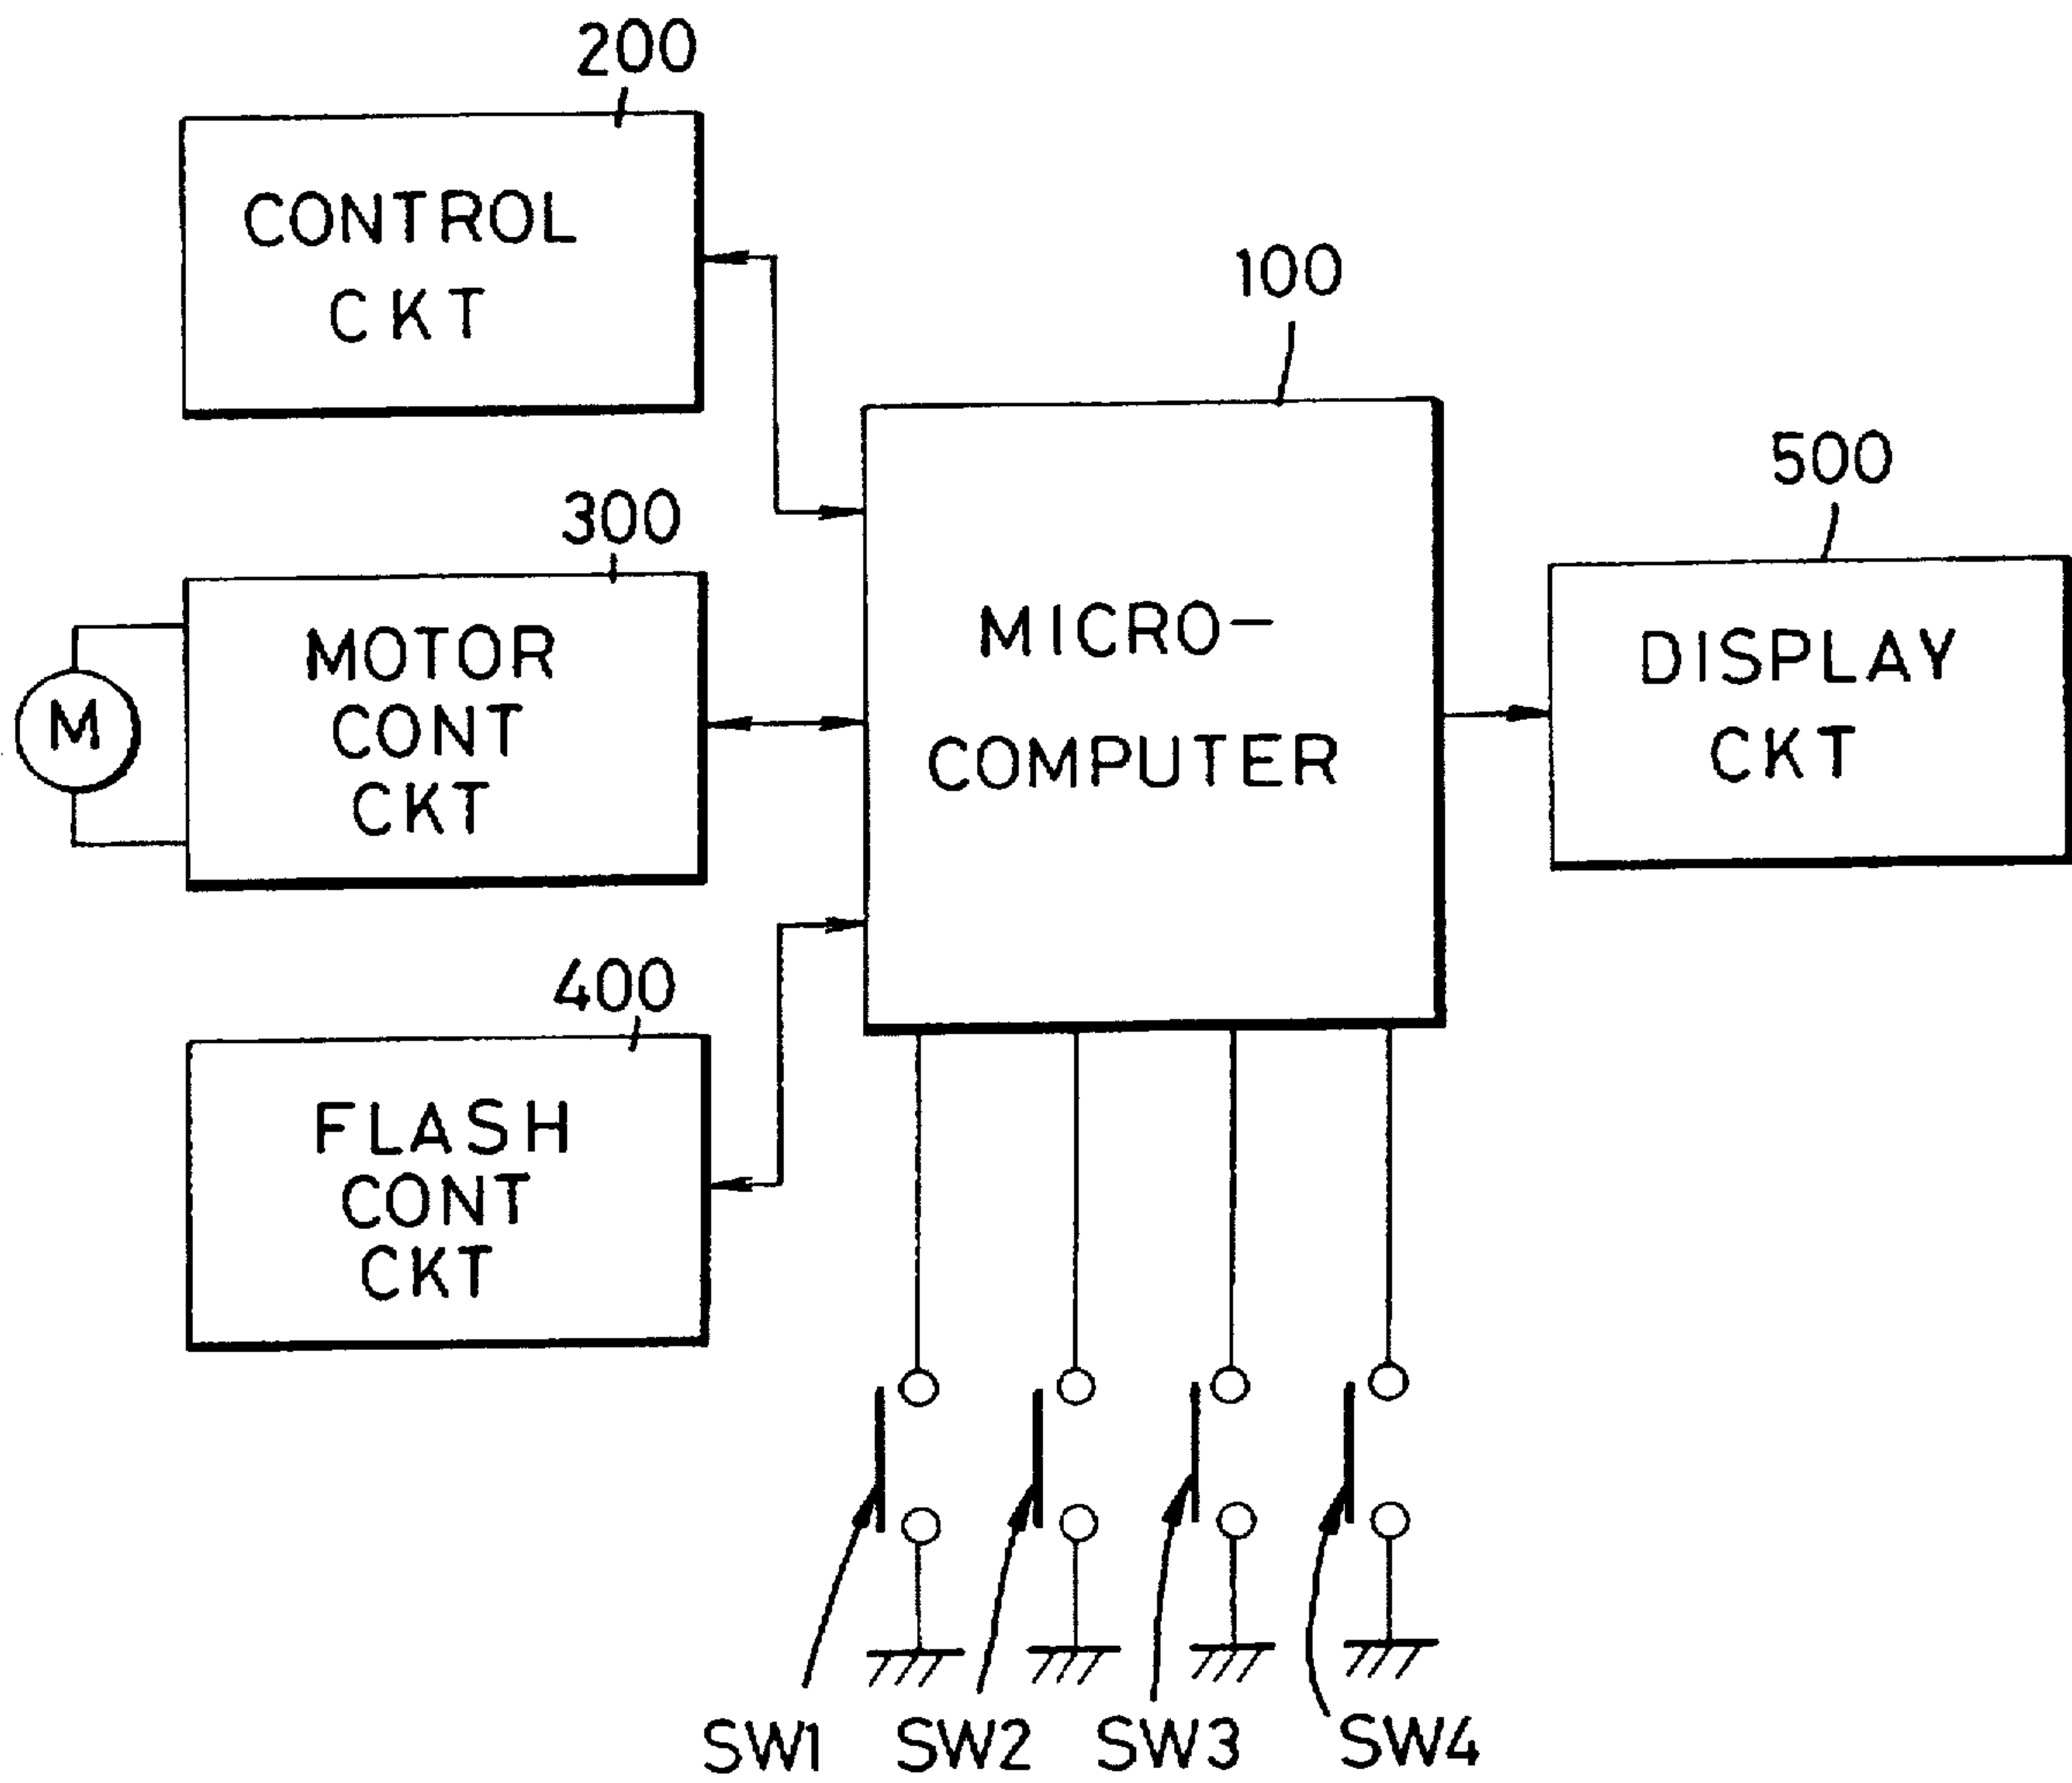 200
CONTROL
CKT
100
500
300
MOTOR
CONT
CKT
M
MICRO-
COMPUTER
DISPLAY
CKT
400
FLASH
CONT
CKT
SW1
SW2
SW3
SW4